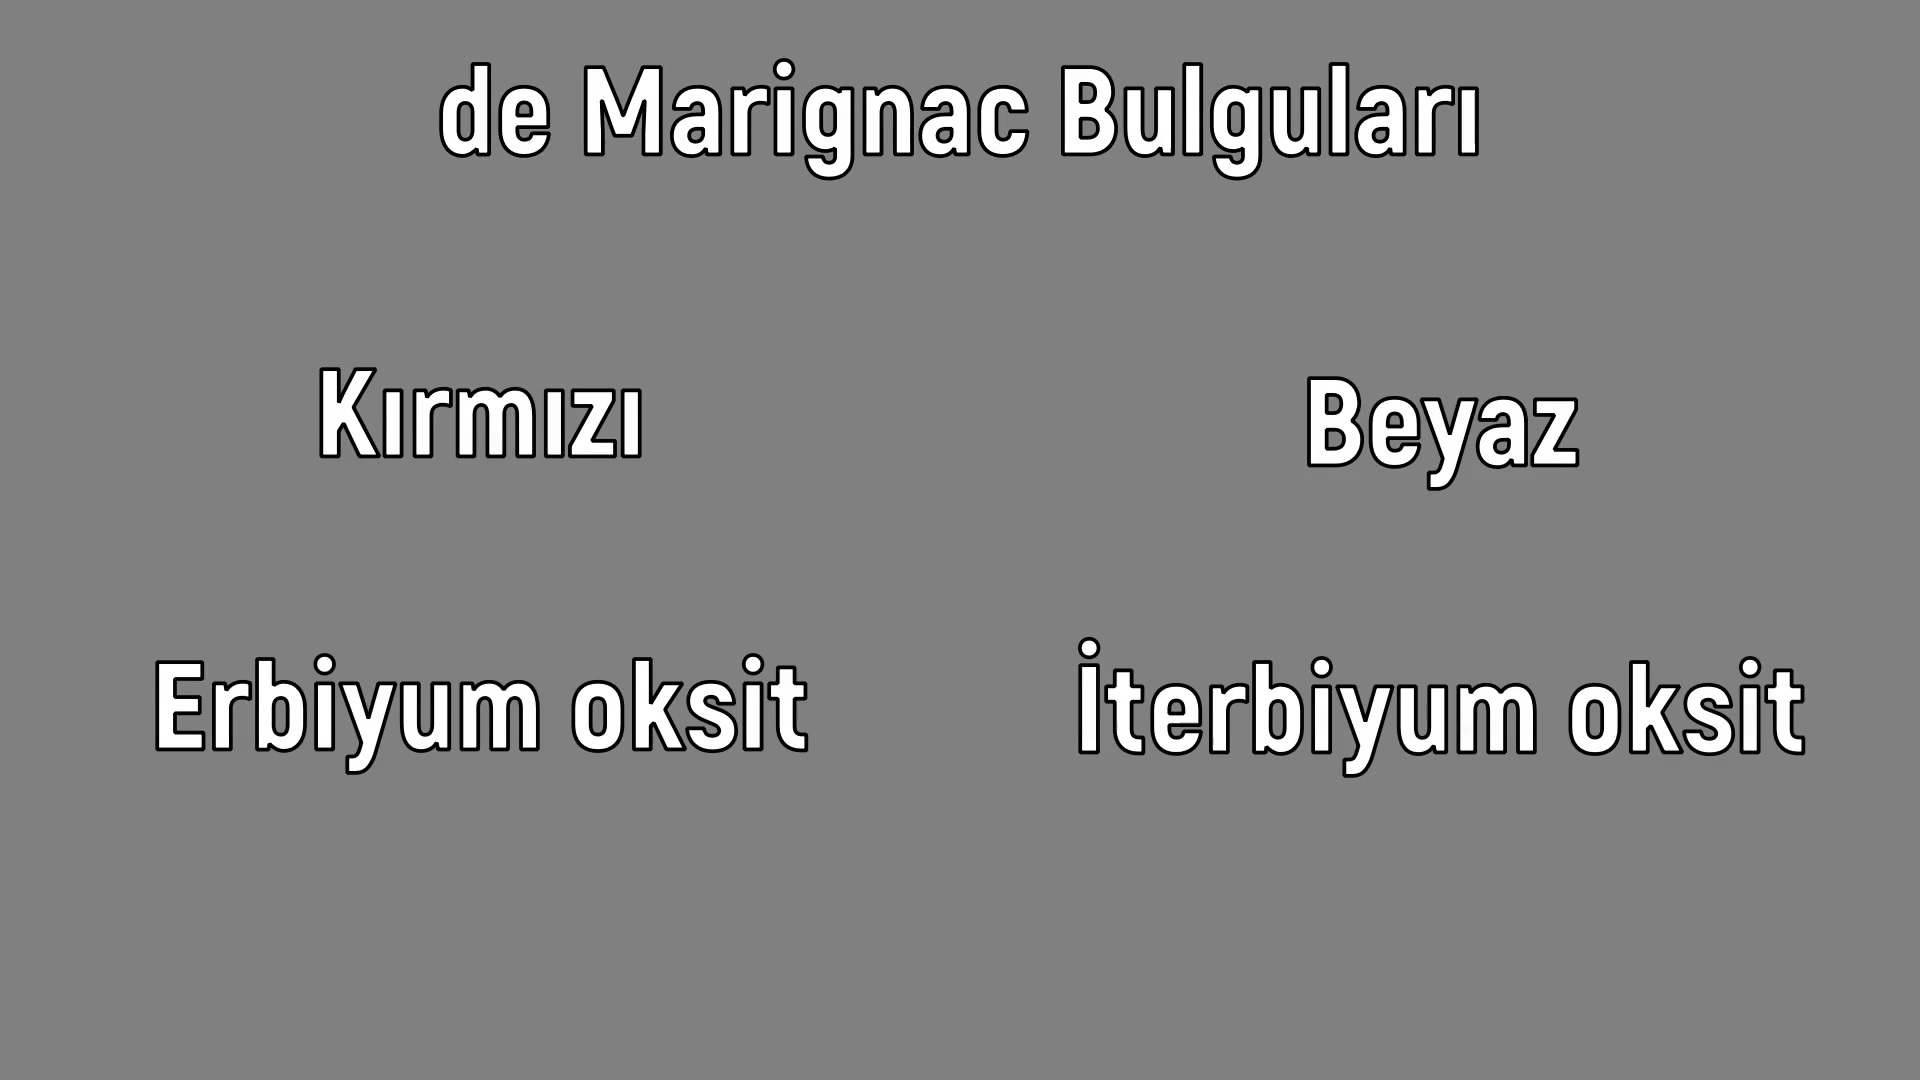 de Marignac Bulguları
Kırmızı
Beyaz
Erbiyum oksit
İterbiyum oksit